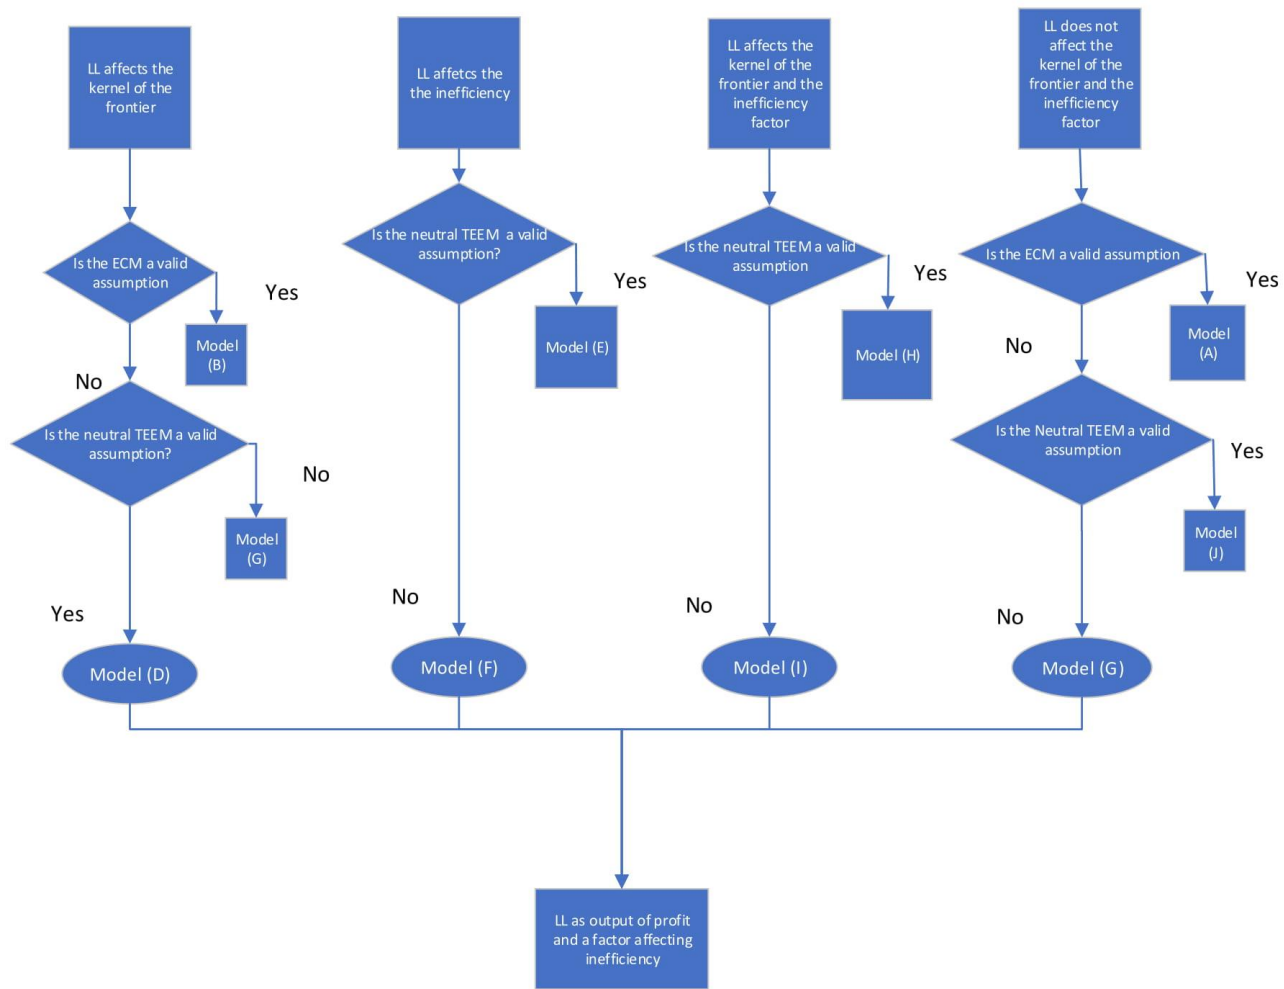 LL affects the
kernel of the
frontier
LL affetcs the
the inefficiency
LL affects the
kernel of the
frontier and the
inefficiency
factor
LL does not
affect the
kernel of the
frontier and the
inefficiency
factor
Is the ECM a valid
assumption
Yes
Model
(B)
No
Is the neutral TEEM a valid
assumption?
No
Model
(G)
Yes
Model (D)
Is the neutral TEEM a valid
assumption?
Yes
Model (E)
No
Model (F)
Is the neutral TEEM a valid
assumption
Yes
Model (H)
No
Model (I)
Is the ECM a valid assumption
Yes
Model
(A)
No
Is the Neutral TEEM a valid
assumption
Yes
Model
(J)
No
Model (G)
LL as output of profit
and a factor affecting
inefficiency